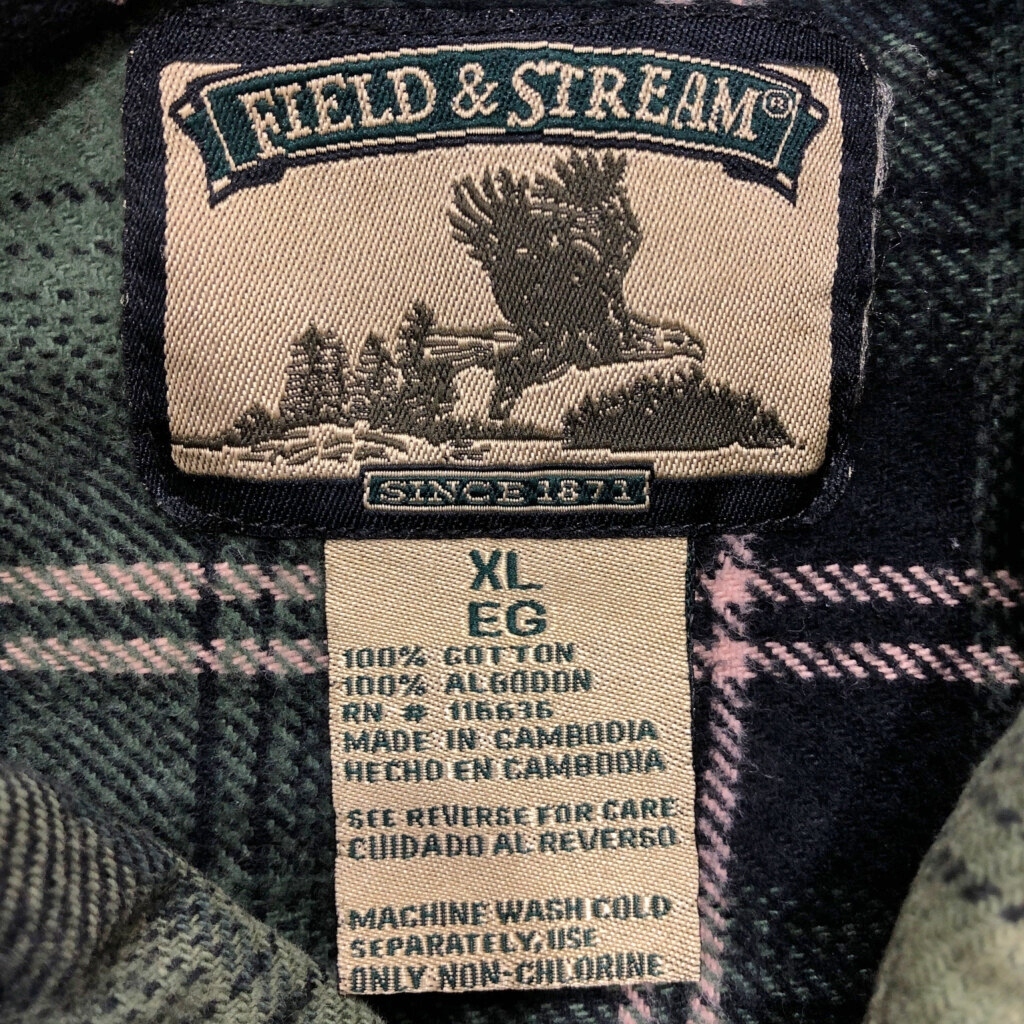 FIELD & STREAM®
SINCE 1871
XL
EG
100% COTTON
100% ALGODON
RN # 116636
MADE IN CAMBODIA
HECHO EN CAMBODIA
SEE REVERSE FOR CARE
CUIDADO AL REVERSO
MACHINE WASH COLD
SEPARATELY, USE
ONLY NON-CHLORINE